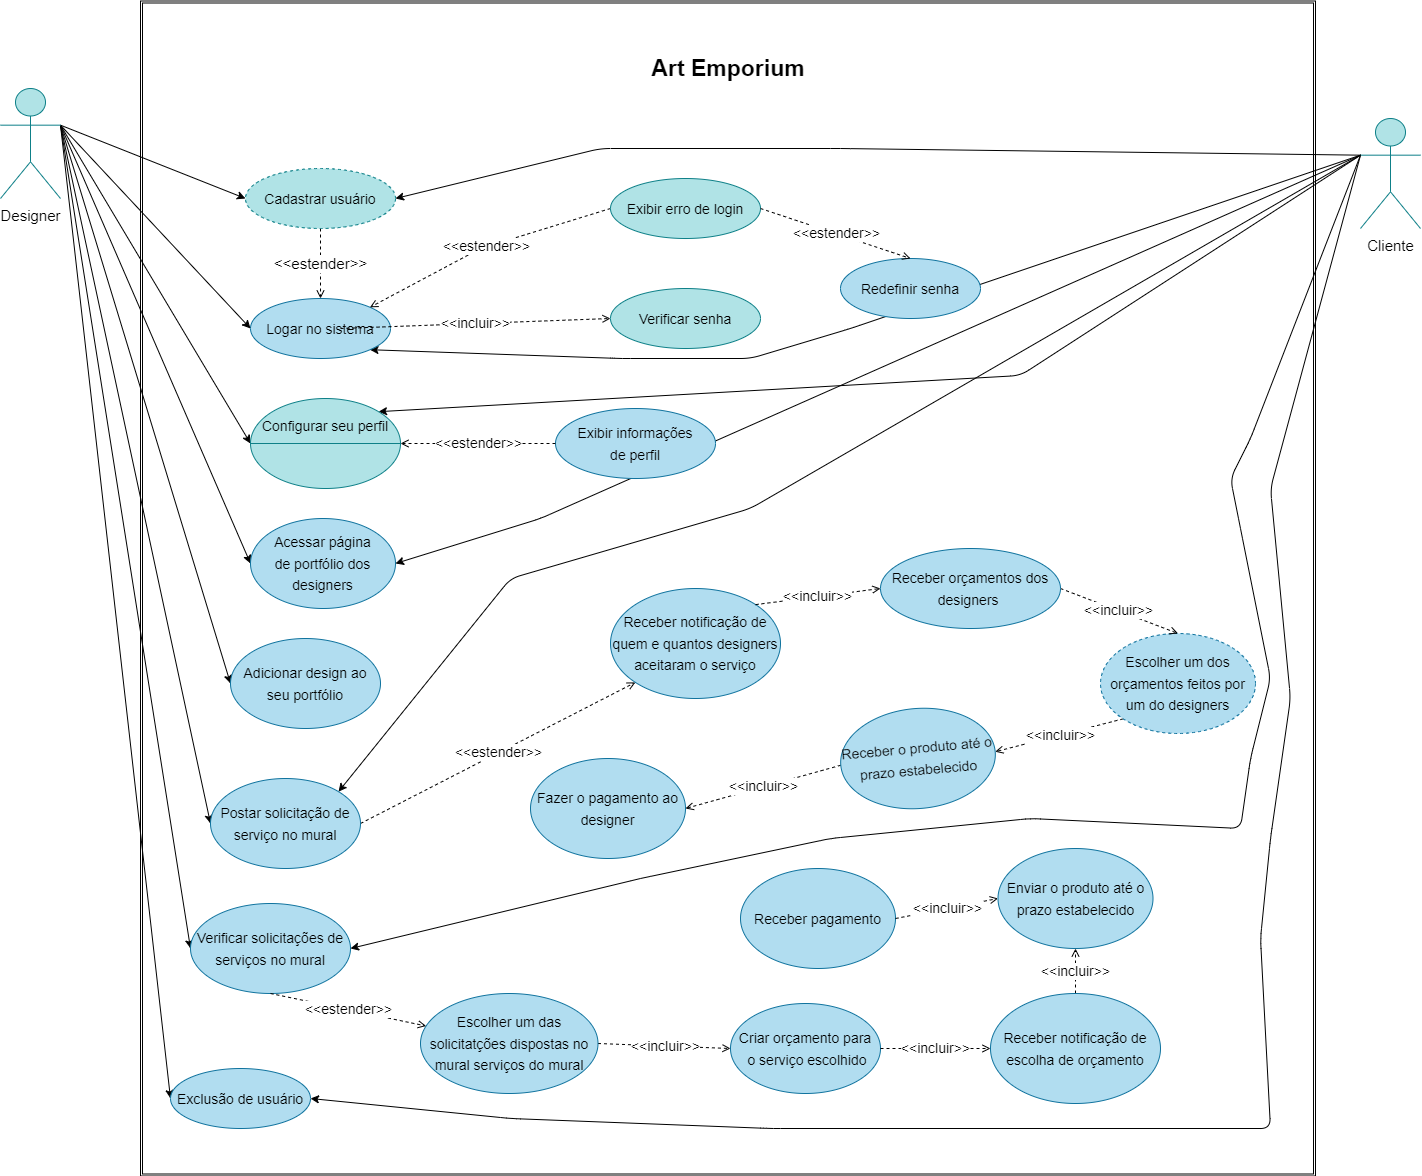 Art Emporium
Designer
Cliente
Cadastrar usuário
Exibir erro de login
<<estender>>
<<estender>>
<<estender>>
Redefinir senha
Logar no sistema
<<incluir>>
Verificar senha
Configurar seu perfil
<<estender>>
Exibir informações
de perfil
Acessar página
de portfólio dos
designers
Receber orçamentos dos
designers
<<incluir>>
<<incluir>>
Receber notificação de
quem e quantos designers
aceitaram o serviço
Escolher um dos
orçamentos feitos por
um do designers
Adicionar design ao
seu portfólio
<<incluir>>
<<estender>>
Receber o produto até o
prazo estabelecido
<<incluir>>
Fazer o pagamento ao
designer
Postar solicitação de
serviço no mural
Enviar o produto até o
prazo estabelecido
<<incluir>>
Receber pagamento
Verificar solicitações de
serviços no mural
<<incluir>>
<<estender>>
Escolher um das
solicitatções dispostas no
mural serviços do mural
<<incluir>>
Criar orçamento para
o serviço escolhido
<<incluir>>
Receber notificação de
escolha de orçamento
Exclusão de usuário